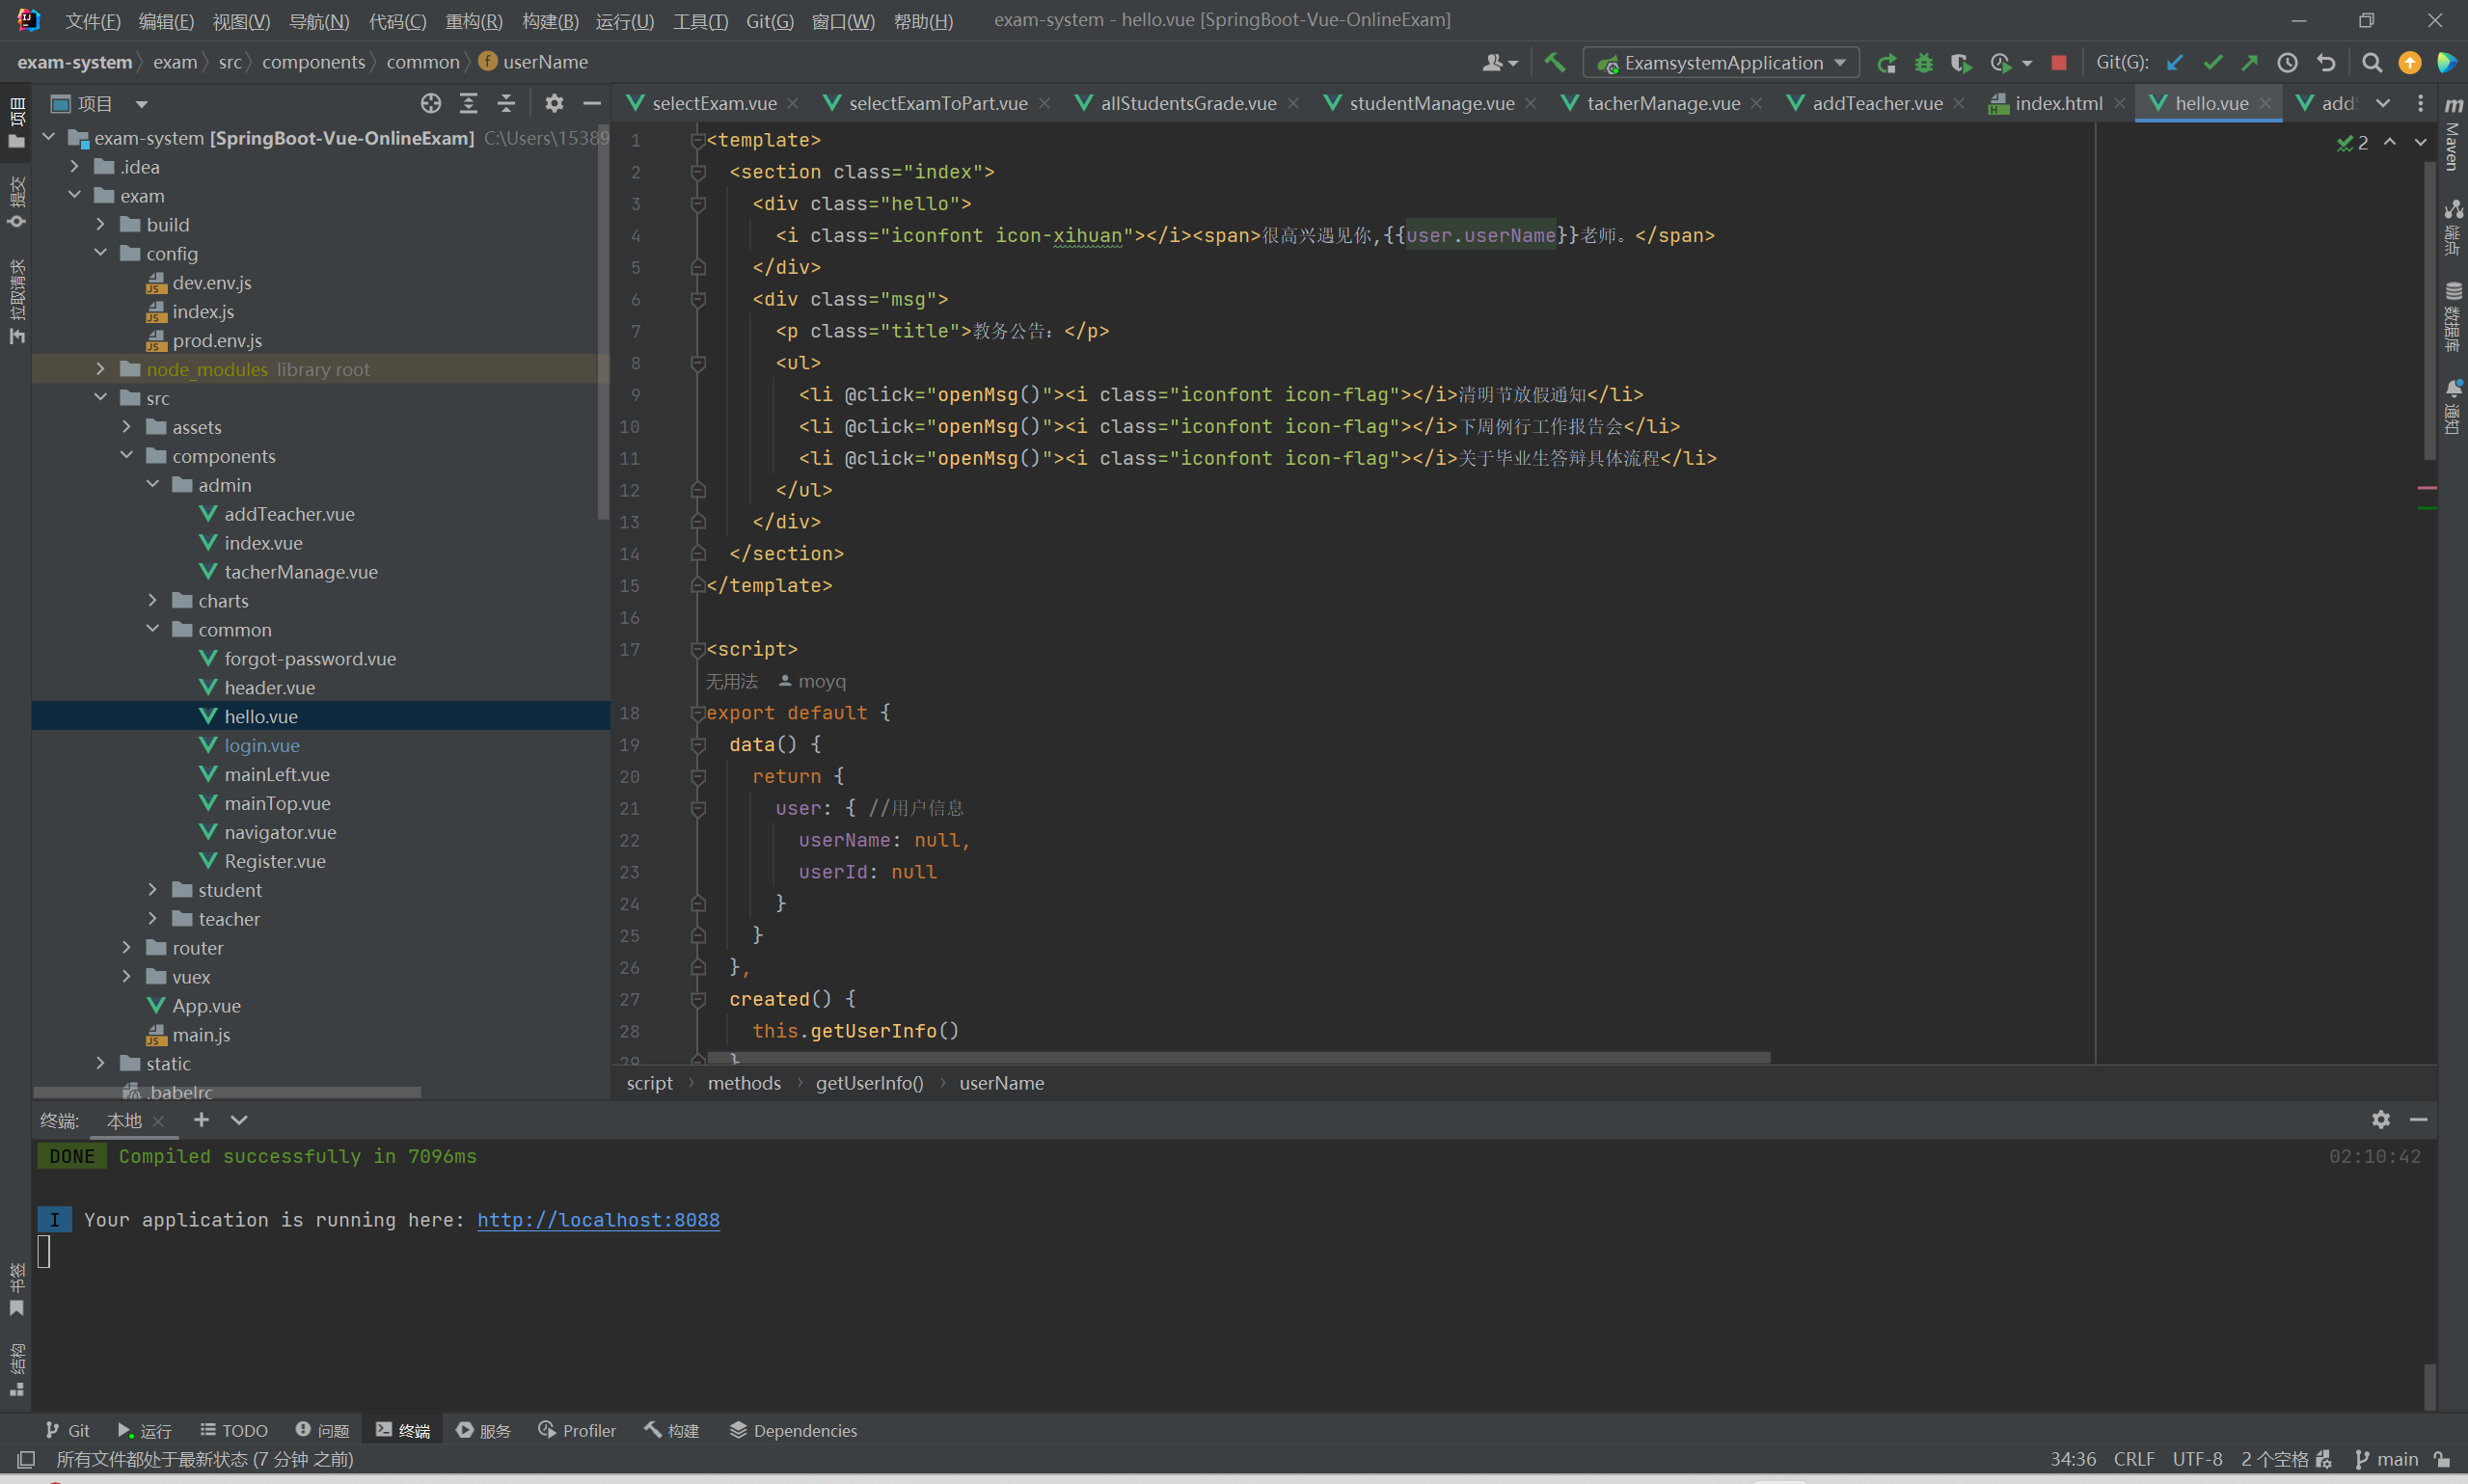 文件(F) 编辑(E) 视图(V) 导航(N) 代码(C) 重构(R) 构建(B) 运行(U) 工具(T) Git(G) 窗口(W) 帮助(H) exam-system - hello.vue [SpringBoot-Vue-OnlineExam]
exam-system exam src components common userName ExamsystemApplication Git(G):
项目 selectExam.vue selectExamToPart.vue allStudentsGrade.vue studentManage.vue tacherManage.vue addTeacher.vue index.html hello.vue add
项目
提交
拉取请求
书签
结构
exam-system [SpringBoot-Vue-OnlineExam] C:\Users\15389
.idea
exam
build
config
dev.env.js
index.js
prod.env.js
node_modules library root
src
assets
components
admin
addTeacher.vue
index.vue
tacherManage.vue
charts
common
forgot-password.vue
header.vue
hello.vue
login.vue
mainLeft.vue
mainTop.vue
navigator.vue
Register.vue
student
teacher
router
vuex
App.vue
main.js
static
.babelrc
2
1 <template>
2 <section class="index">
3 <div class="hello">
4 <i class="iconfont icon-xihuan"></i><span>很高兴遇见你,{{user.userName}}老师。</span>
5 </div>
6 <div class="msg">
7 <p class="title">教务公告：</p>
8 <ul>
9 <li @click="openMsg()"><i class="iconfont icon-flag"></i>清明节放假通知</li>
10 <li @click="openMsg()"><i class="iconfont icon-flag"></i>下周例行工作报告会</li>
11 <li @click="openMsg()"><i class="iconfont icon-flag"></i>关于毕业生答辩具体流程</li>
12 </ul>
13 </div>
14 </section>
15 </template>
16
17 <script>
无用法 moyq
18 export default {
19 data() {
20 return {
21 user: { //用户信息
22 userName: null,
23 userId: null
24 }
25 }
26 },
27 created() {
28 this.getUserInfo()
29 }
script methods getUserInfo() userName
m Maven
端点
数据库
通知
终端: 本地
DONE Compiled successfully in 7096ms 02:10:42
I Your application is running here: http://localhost:8088
Git 运行 TODO 问题 终端 服务 Profiler 构建 Dependencies
所有文件都处于最新状态 (7 分钟 之前) 34:36 CRLF UTF-8 2 个空格 main